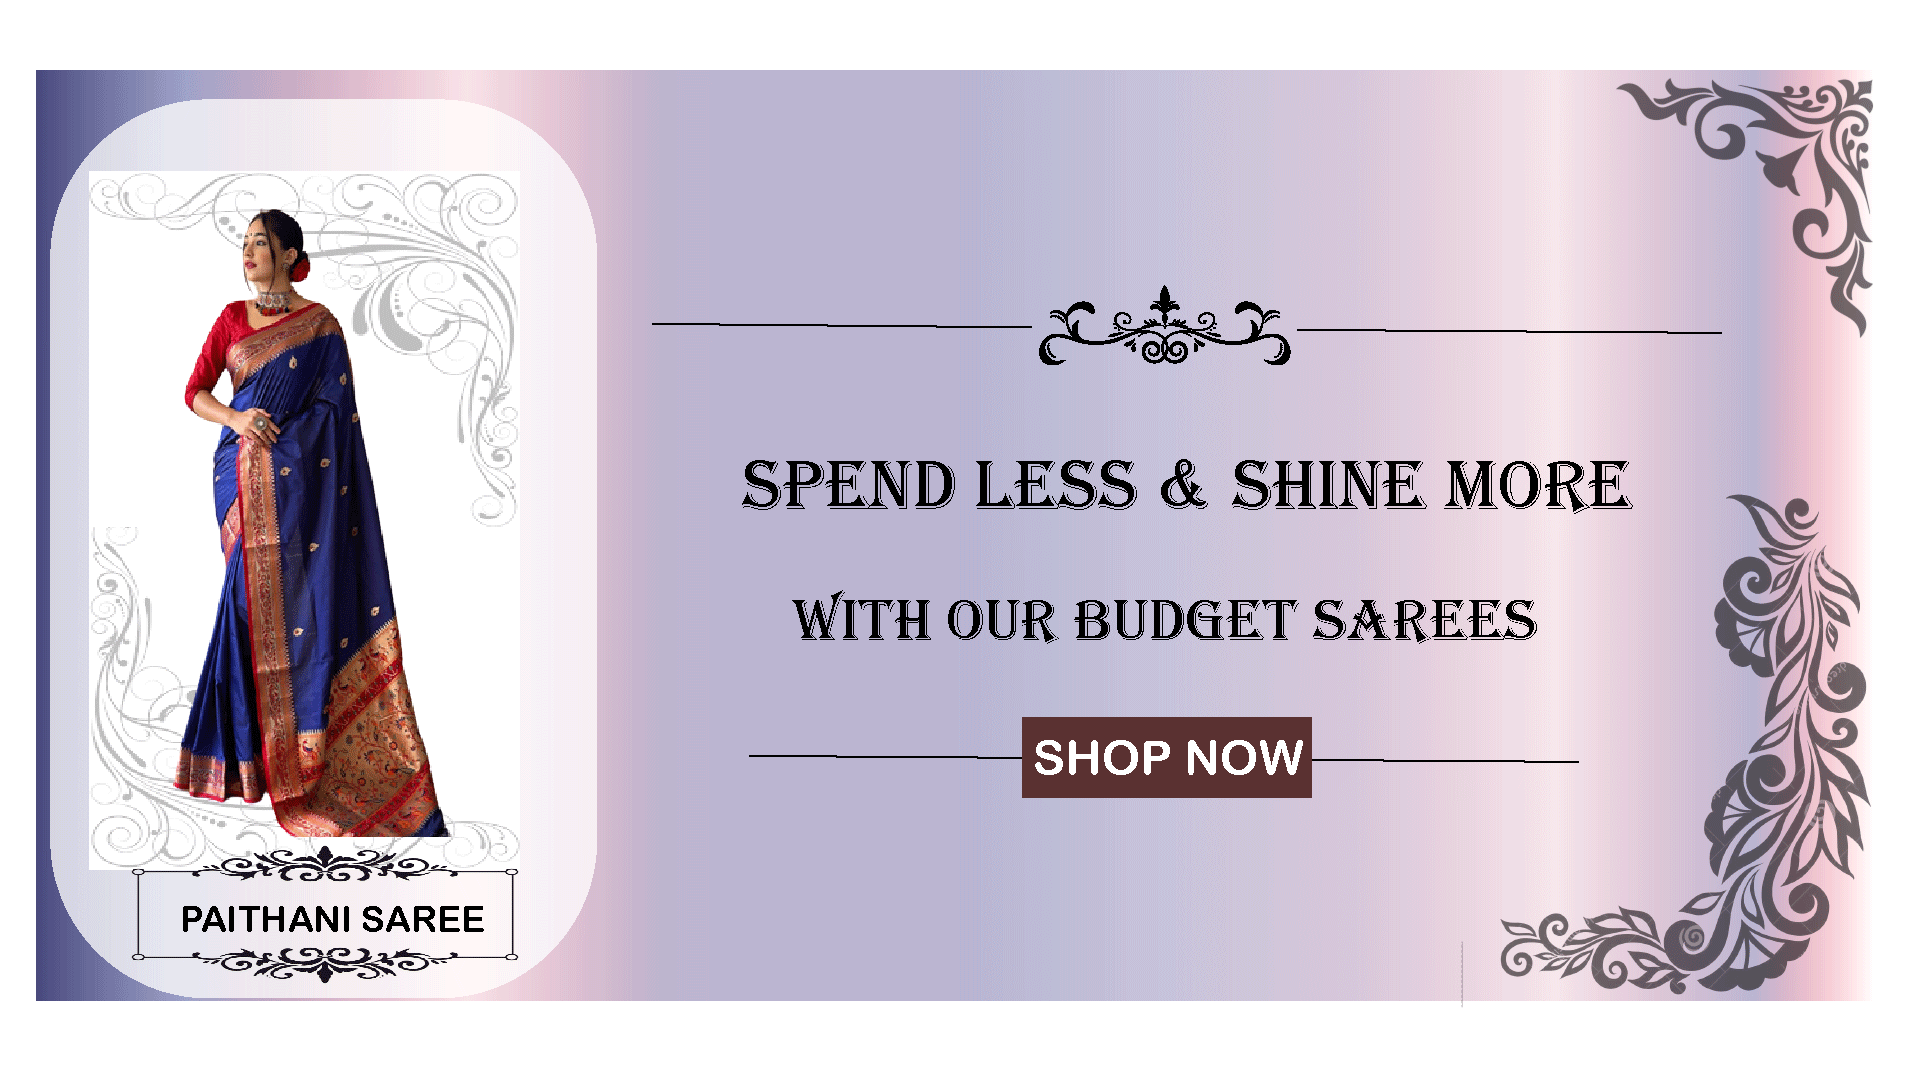 SPEND LESS & SHINE MORE
WITH OUR BUDGET SAREES
SHOP NOW
PAITHANI SAREE